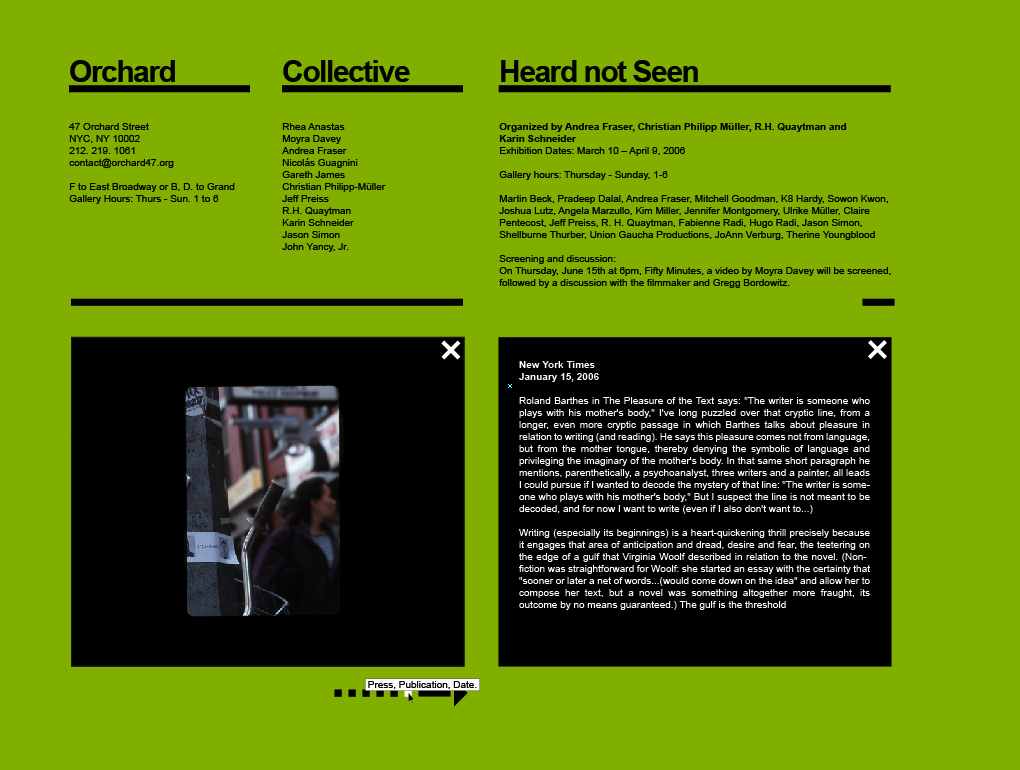 Orchard
47 Orchard Street
NYC, NY 10002
212. 219. 1061
contact@orchard47.org
F to East Broadway or B, D. to Grand
Gallery Hours: Thurs - Sun. 1 to 6
Collective
Rhea Anastas
Moyra Davey
Andrea Fraser
Nicolás Guagnini
Gareth James
Christian Philipp-Müller
Jeff Preiss
R.H. Quaytman
Karin Schneider
Jason Simon
John Yancy, Jr.
Heard not Seen
Organized by Andrea Fraser, Christian Philipp Müller, R.H. Quaytman and
Karin Schneider
Exhibition Dates: March 10 – April 9, 2006
Gallery hours: Thursday - Sunday, 1-6
Martin Beck, Pradeep Dalal, Andrea Fraser, Mitchell Goodman, K8 Hardy, Sowon Kwon,
Joshua Lutz, Angela Marzullo, Kim Miller, Jennifer Montgomery, Ulrike Müller, Claire
Pentecost, Jeff Preiss, R. H. Quaytman, Fabienne Radi, Hugo Radi, Jason Simon,
Shellburne Thurber, Union Gaucha Productions, JoAnn Verburg, Therine Youngblood
Screening and discussion:
On Thursday, June 15th at 6pm, Fifty Minutes, a video by Moyra Davey will be screened,
followed by a discussion with the filmmaker and Gregg Bordowitz.
New York Times
January 15, 2006
Roland Barthes in The Pleasure of the Text says: "The writer is someone who
plays with his mother's body," I've long puzzled over that cryptic line, from a
longer, even more cryptic passage in which Barthes talks about pleasure in
relation to writing (and reading). He says this pleasure comes not from language,
but from the mother tongue, thereby denying the symbolic of language and
privileging the imaginary of the mother's body. In that same short paragraph he
mentions, parenthetically, a psychoanalyst, three writers and a painter, all leads
I could pursue if I wanted to decode the mystery of that line: "The writer is some-
one who plays with his mother's body," But I suspect the line is not meant to be
decoded, and for now I want to write (even if I also don't want to...)
Writing (especially its beginnings) is a heart-quickening thrill precisely because
it engages that area of anticipation and dread, desire and fear, the teetering on
the edge of a gulf that Virginia Woolf described in relation to the novel. (Non-
fiction was straightforward for Woolf: she started an essay with the certainty that
"sooner or later a net of words...(would come down on the idea" and allow her to
compose her text, but a novel was something altogether more fraught, its
outcome by no means guaranteed.) The gulf is the threshold
Press, Publication, Date.